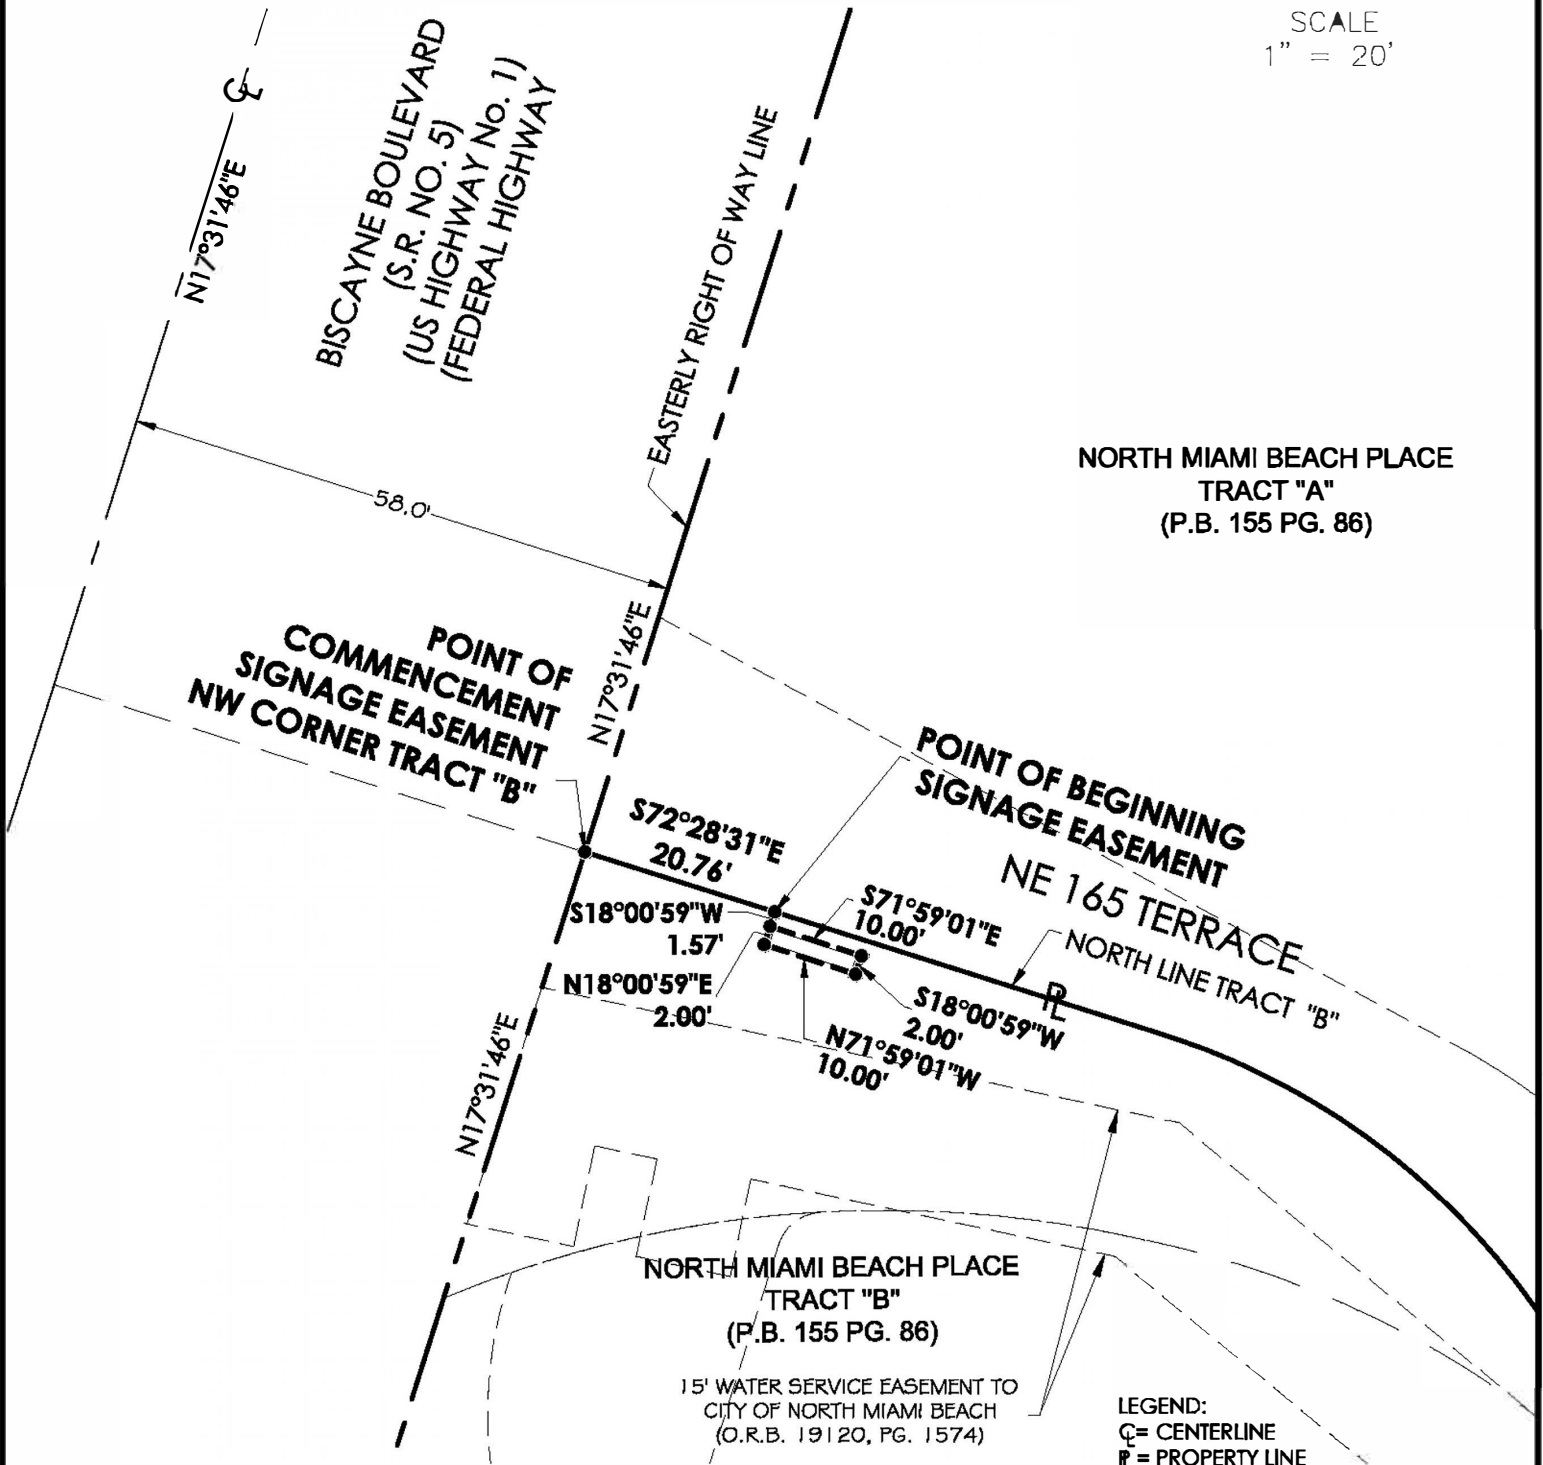 SCALE
1" = 20'
CL
N17°31'46"E
BISCAYNE BOULEVARD
(S.R. NO. 5)
(US HIGHWAY No. 1)
(FEDERAL HIGHWAY
EASTERLY RIGHT OF WAY LINE
58.0'
NORTH MIAMI BEACH PLACE
TRACT "A"
(P.B. 155 PG. 86)
N17°31'46"E
POINT OF
COMMENCEMENT
SIGNAGE EASEMENT
NW CORNER TRACT "B"
POINT OF BEGINNING
SIGNAGE EASEMENT
S72°28'31"E
20.76'
NE 165 TERRACE
NORTH LINE TRACT "B"
PL
S18°00'59"W
1.57'
S71°59'01"E
10.00'
N18°00'59"E
2.00'
S18°00'59"W
2.00'
N71°59'01"W
10.00'
N17°31'46"E
NORTH MIAMI BEACH PLACE
TRACT "B"
(P.B. 155 PG. 86)
15' WATER SERVICE EASEMENT TO
CITY OF NORTH MIAMI BEACH
(O.R.B. 19120, PG. 1574)
LEGEND:
CL= CENTERLINE
PL = PROPERTY LINE